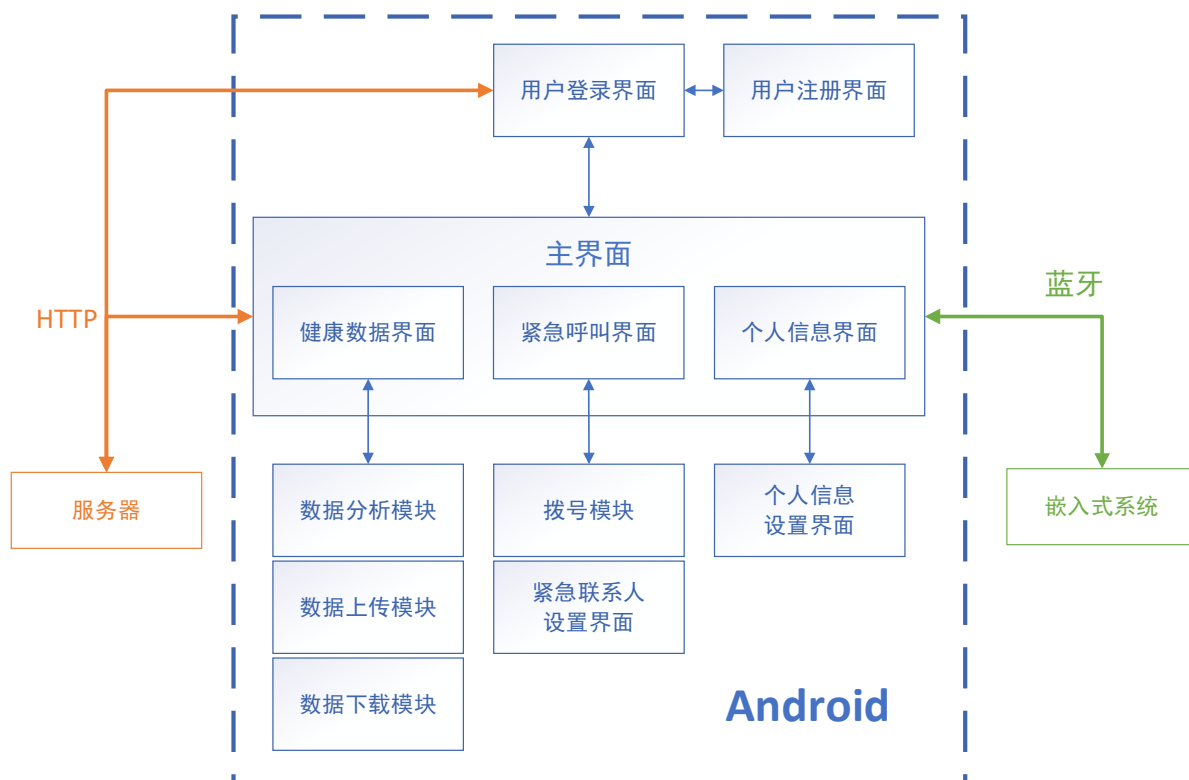 用户登录界面
用户注册界面
主界面
蓝牙
HTTP
健康数据界面
紧急呼叫界面
个人信息界面
服务器
数据分析模块
拨号模块
个人信息
设置界面
嵌入式系统
数据上传模块
紧急联系人
设置界面
数据下载模块
Android